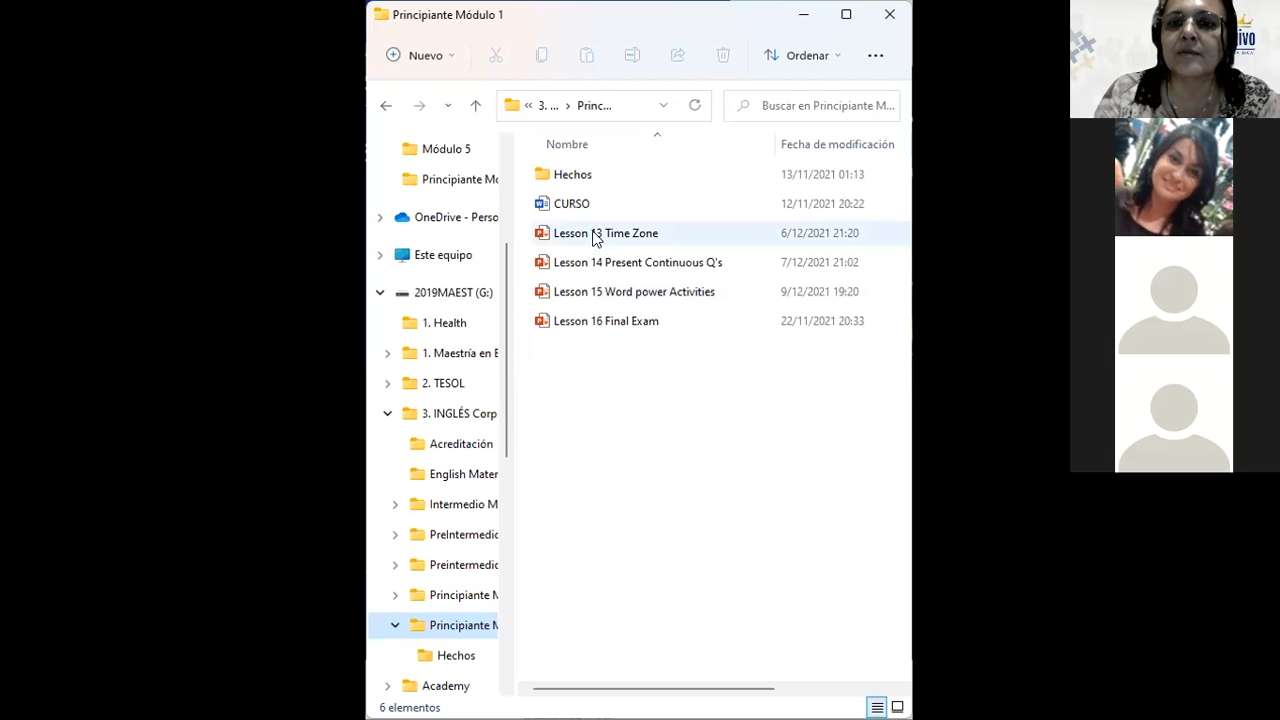 Principiante Módulo 1
Nuevo
Ordenar
3. ...
Princ...
Buscar en Principiante M...
Nombre
Fecha de modificación
Módulo 5
Principiante Mo
OneDrive - Perso
Este equipo
2019MAEST (G:)
1. Health
1. Maestría en E
2. TESOL
3. INGLÉS Corp
Acreditación
English Mater
Intermedio M
PreIntermedic
Preintermedic
Principiante M
Principiante M
Hechos
Academy
Hechos 13/11/2021 01:13
CURSO 12/11/2021 20:22
Lesson 13 Time Zone 6/12/2021 21:20
Lesson 14 Present Continuous Q's 7/12/2021 21:02
Lesson 15 Word power Activities 9/12/2021 19:20
Lesson 16 Final Exam 22/11/2021 20:33
6 elementos